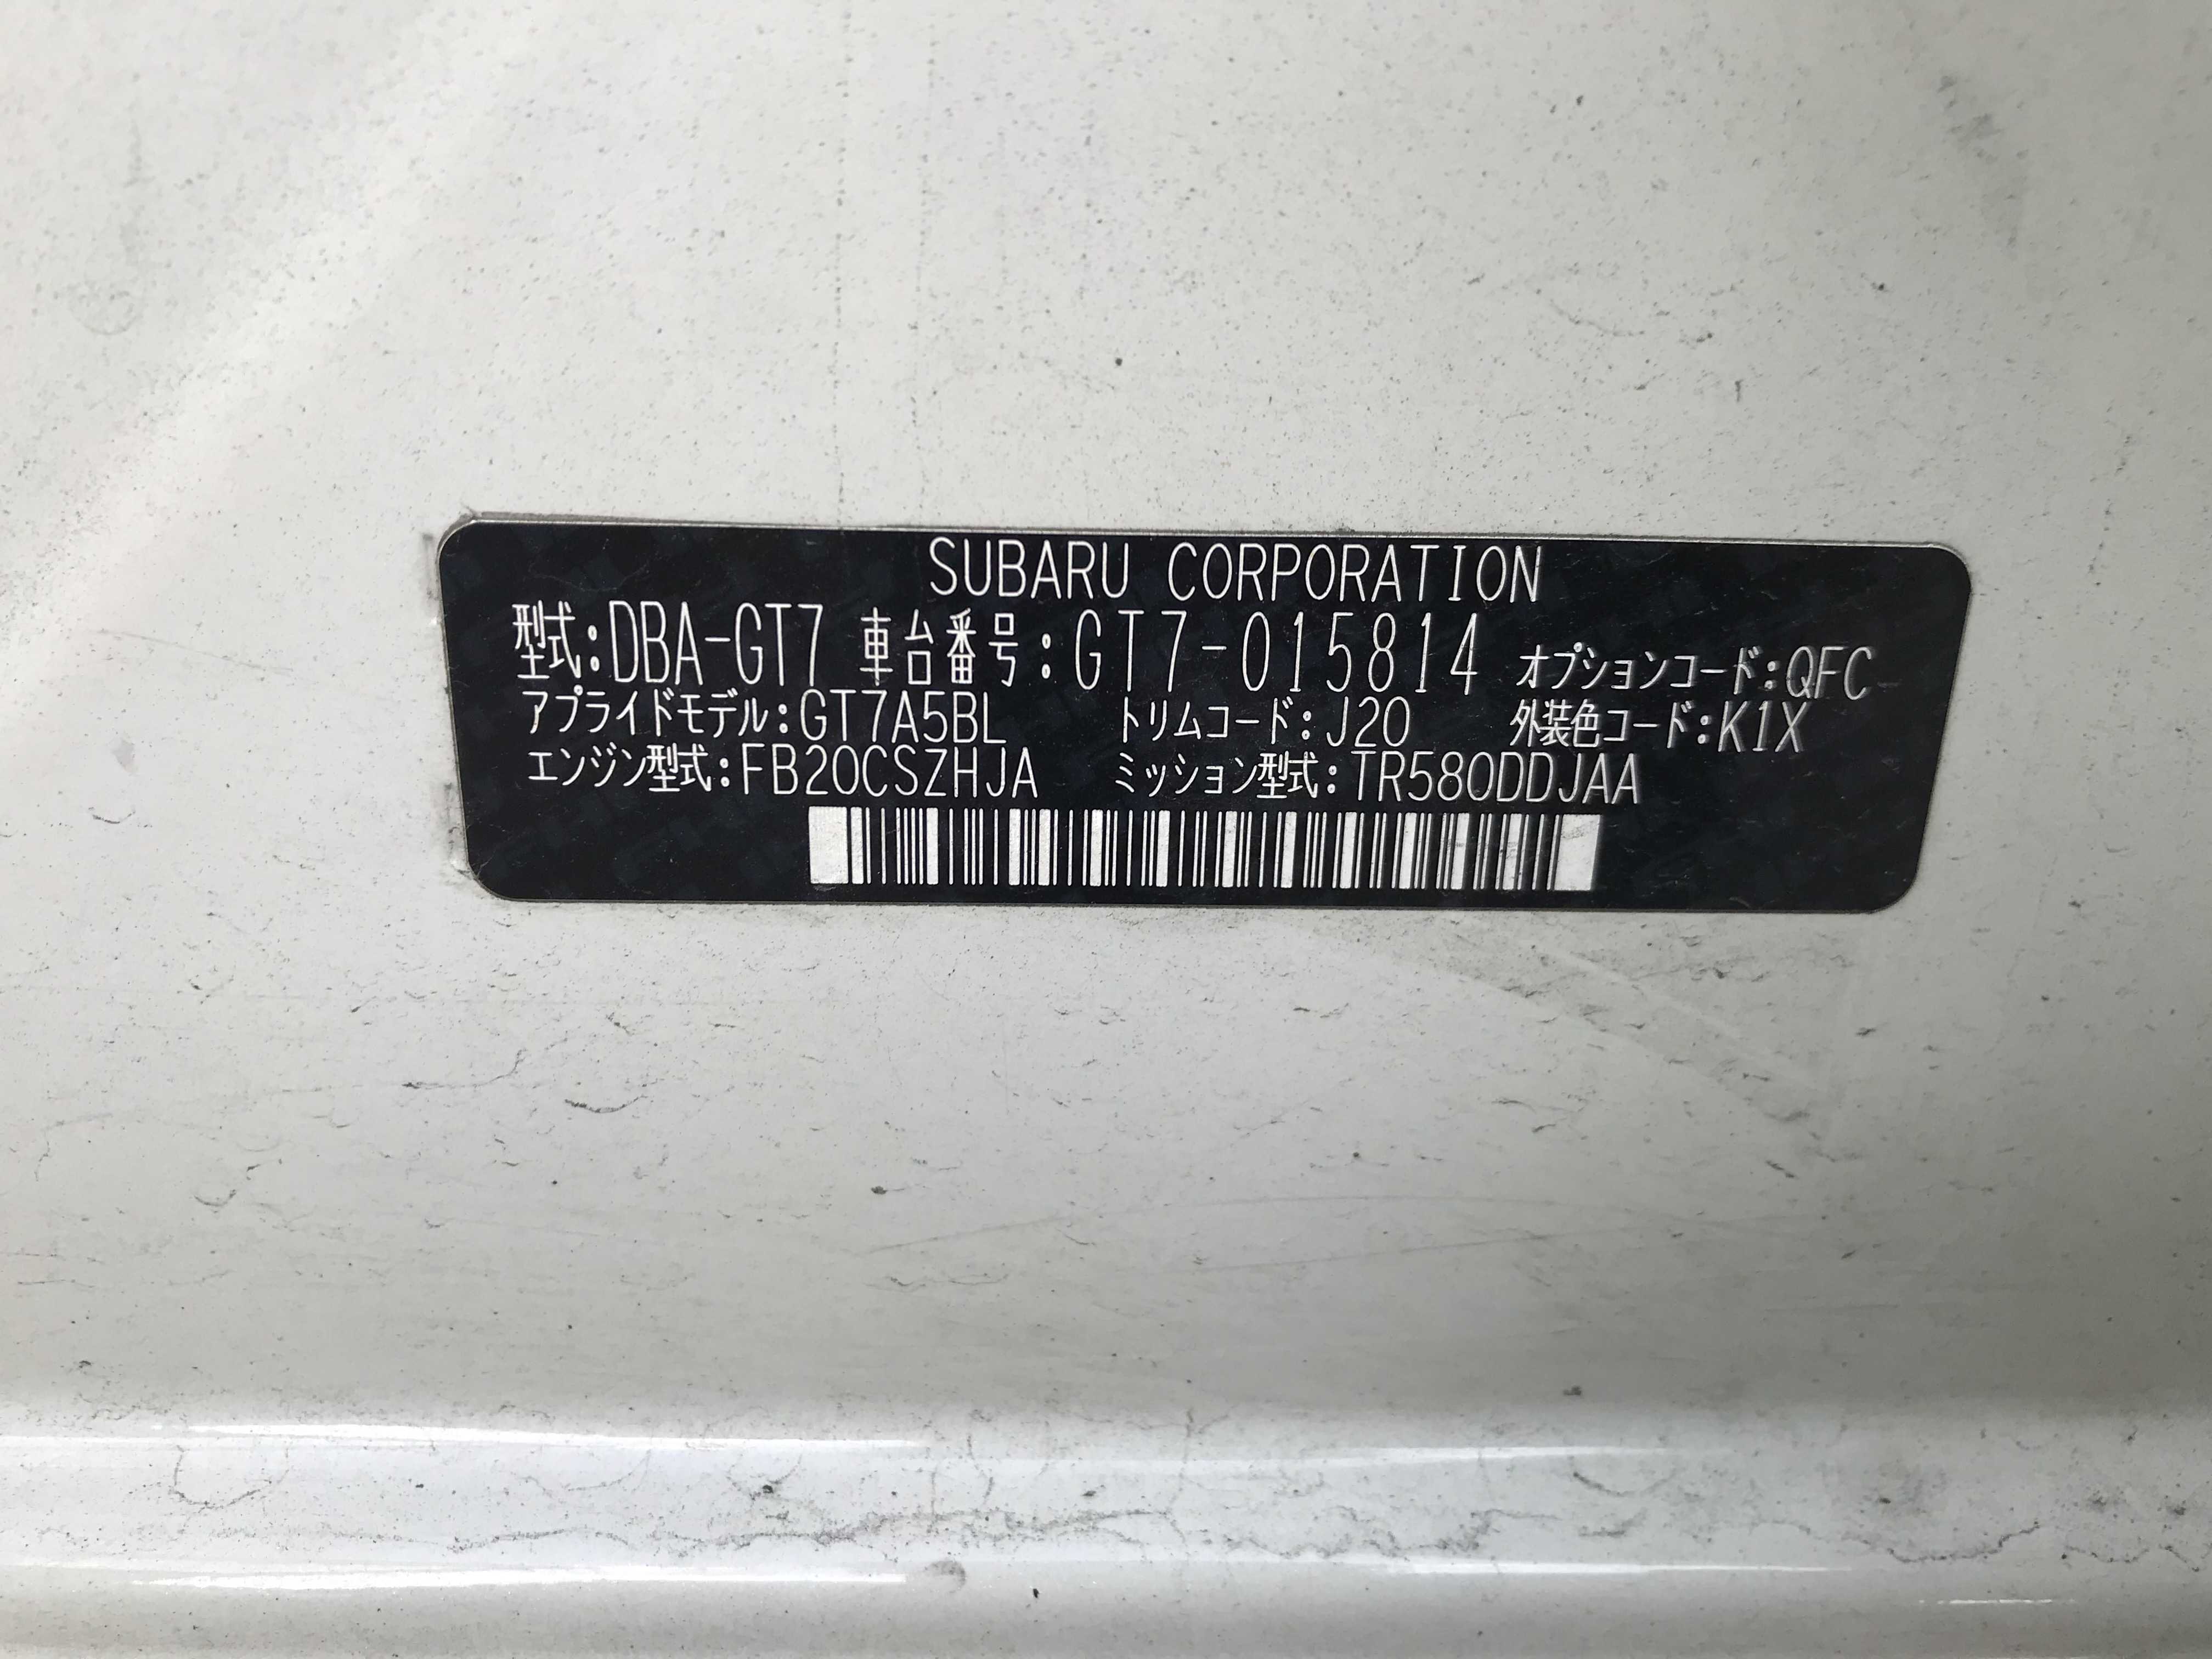 SUBARU CORPORATION
型式:DBA-GT7 車台番号:GT7-015814 オプションコード:QFC
アプライドモデル:GT7A5BL トリムコード:J20 外装色コード:K1X
エンジン型式:FB20CSZHJA ミッション型式:TR580DDJAA